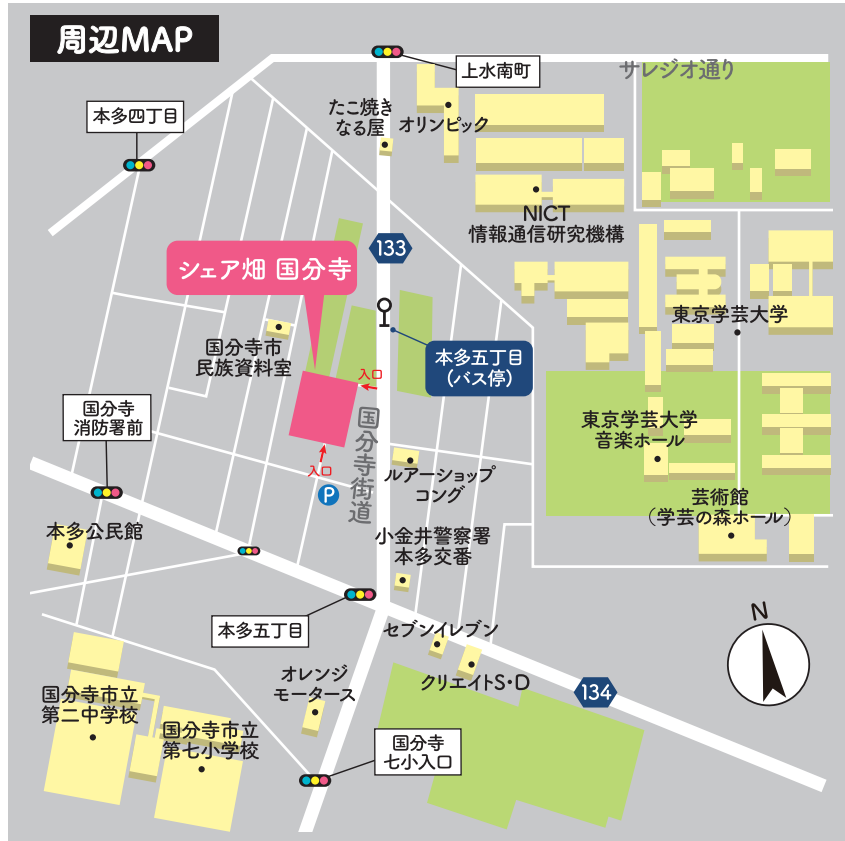 周辺MAP
上水南町
サレジオ通り
本多四丁目
たこ焼き
なる屋
オリンピック
NICT
情報通信研究機構
133
シェア畑 国分寺
東京学芸大学
国分寺市
民族資料室
本多五丁目
(バス停)
入口
国分寺街道
国分寺
消防署前
東京学芸大学
音楽ホール
入口
P
ルアーショップ
コング
芸術館
(学芸の森ホール)
本多公民館
小金井警察署
本多交番
N
本多五丁目
セブンイレブン
クリエイトS・D
134
オレンジ
モータース
国分寺市立
第二中学校
国分寺市立
第七小学校
国分寺
七小入口